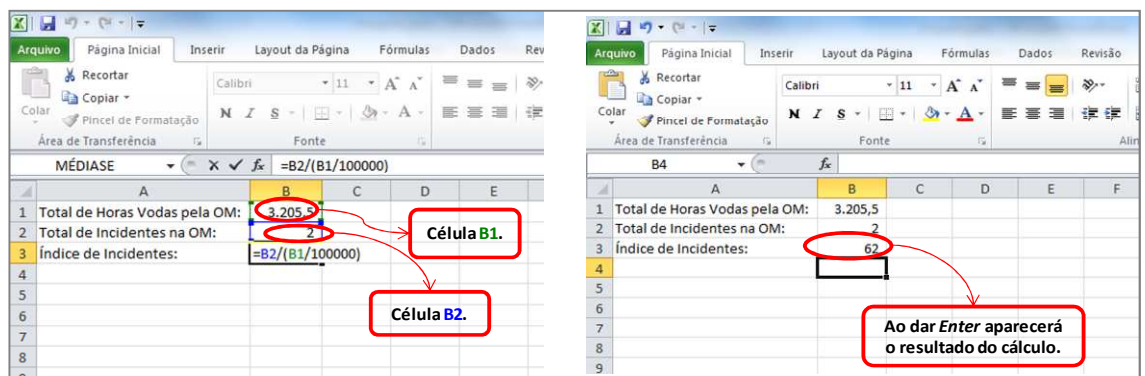 Arquivo Página Inicial Inserir Layout da Página Fórmulas Dados Rev
Recortar
Copiar
Colar
Pincel de Formatação
Calibri 11 A A
N I S A
Área de Transferência Fonte
MÉDIASE fx =B2/(B1/100000)
A B C D E
1 Total de Horas Vodas pela OM: 3.205,5
2 Total de Incidentes na OM: 2
3 Índice de Incidentes: =B2/(B1/100000)
4
5
6
7
8
Célula B1.
Célula B2.
Arquivo Página Inicial Inserir Layout da Página Fórmulas Dados Revisão
Recortar
Copiar
Colar
Pincel de Formatação
Calibri 11 A A
N I S A
Área de Transferência Fonte Alin
B4 fx
A B C D E F
1 Total de Horas Vodas pela OM: 3.205,5
2 Total de Incidentes na OM: 2
3 Índice de Incidentes: 62
4
5
6
7
8
9
Ao dar Enter aparecerá
o resultado do cálculo.